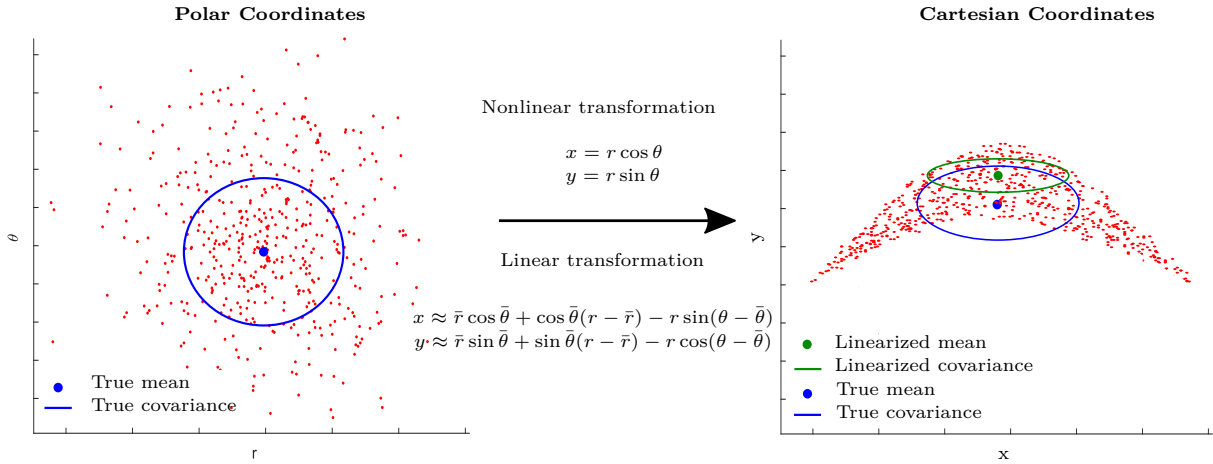 Polar Coordinates
θ
r
True mean
True covariance
Nonlinear transformation
x = r cos θ
y = r sin θ
Linear transformation
x ≈ r̄ cos θ̄ + cos θ̄(r − r̄) − r sin(θ − θ̄)
y ≈ r̄ sin θ̄ + sin θ̄(r − r̄) − r cos(θ − θ̄)
Cartesian Coordinates
y
x
Linearized mean
Linearized covariance
True mean
True covariance